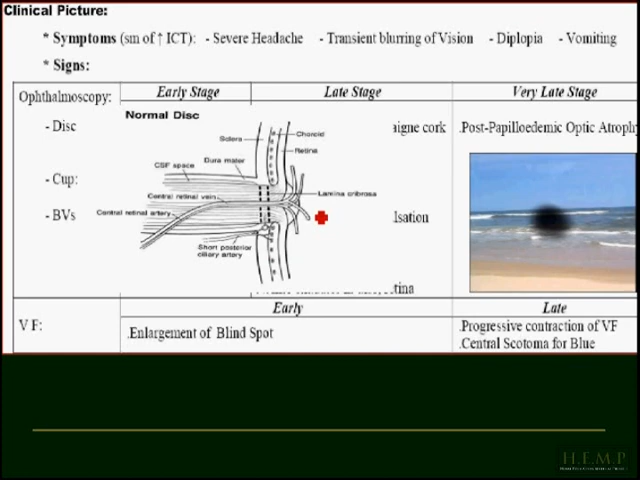 Clinical Picture:
* Symptoms (sm of ↑ ICT): - Severe Headache - Transient blurring of Vision - Diplopia - Vomiting
* Signs:
Ophthalmoscopy: Early Stage Late Stage Very Late Stage
Normal Disc
- Disc aigne cork .Post-Papilloedemic Optic Atrophy
Sclera Choroid
Retina
Dura mater
CSF space
- Cup:
Central retinal vein Lamina cribrosa
- BVs Central retinal artery lsation
Short posterior
ciliary artery
tina
Early Late
V F: .Enlargement of Blind Spot .Progressive contraction of VF
.Central Scotoma for Blue
H.E.M.P